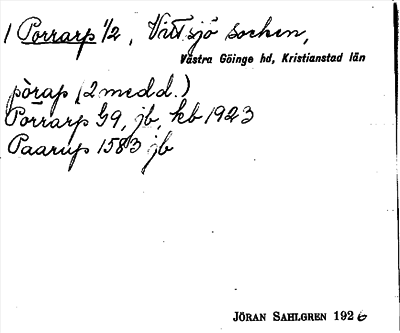 1 Porrarp 1/2, Vittsjö socken,
Västra Göinge hd, Kristianstad län
pòrap (2 medd.)
Porrarp G9, jb, kb 1923
Paarup 1583 jb
JÖRAN SAHLGREN 1926